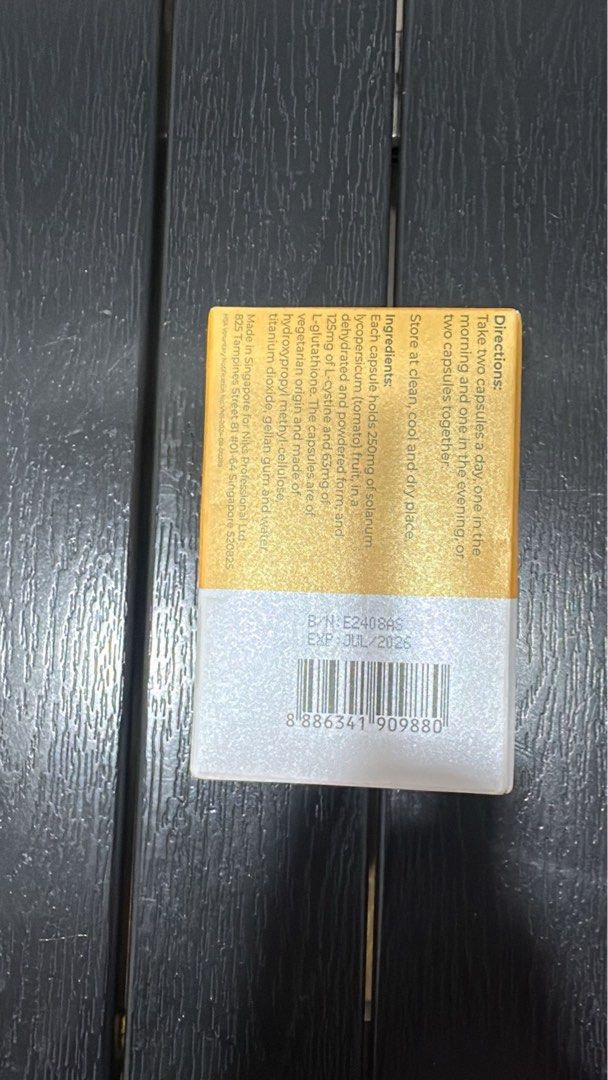 Directions:
Take two capsules a day, one in the
morning and one in the evening, or
two capsules together.
Store at clean, cool and dry place.
Ingredients:
Each capsule holds 250mg of solanum
lycopersicum (tomato) fruit, in a
dehydrated and powdered form; and
125mg of L-cystine and 63mg of
L-glutathione. The capsules are of
vegetarian origin and made of
hydroxypropyl methyl-cellulose,
titanium dioxide, gellan gum and water.
Made in Singapore for Niks Professional Ltd.
825 Tampines Street 81 #01-64 Singapore 520825
B/N: E2408AS
EXP: JUL/2026
8 886341 909880